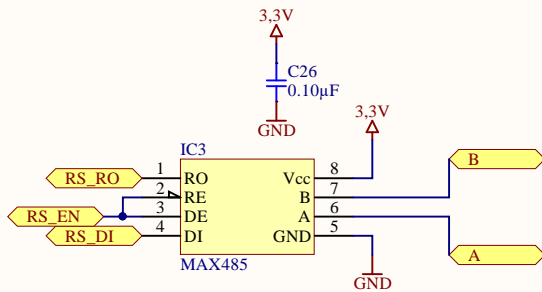 3,3V
C26
0.10µF
GND
3,3V
IC3
B
RS_RO 1 RO Vcc 8
2 RE B 7
RS_EN 3 DE A 6
RS_DI 4 DI GND 5
A
MAX485
GND